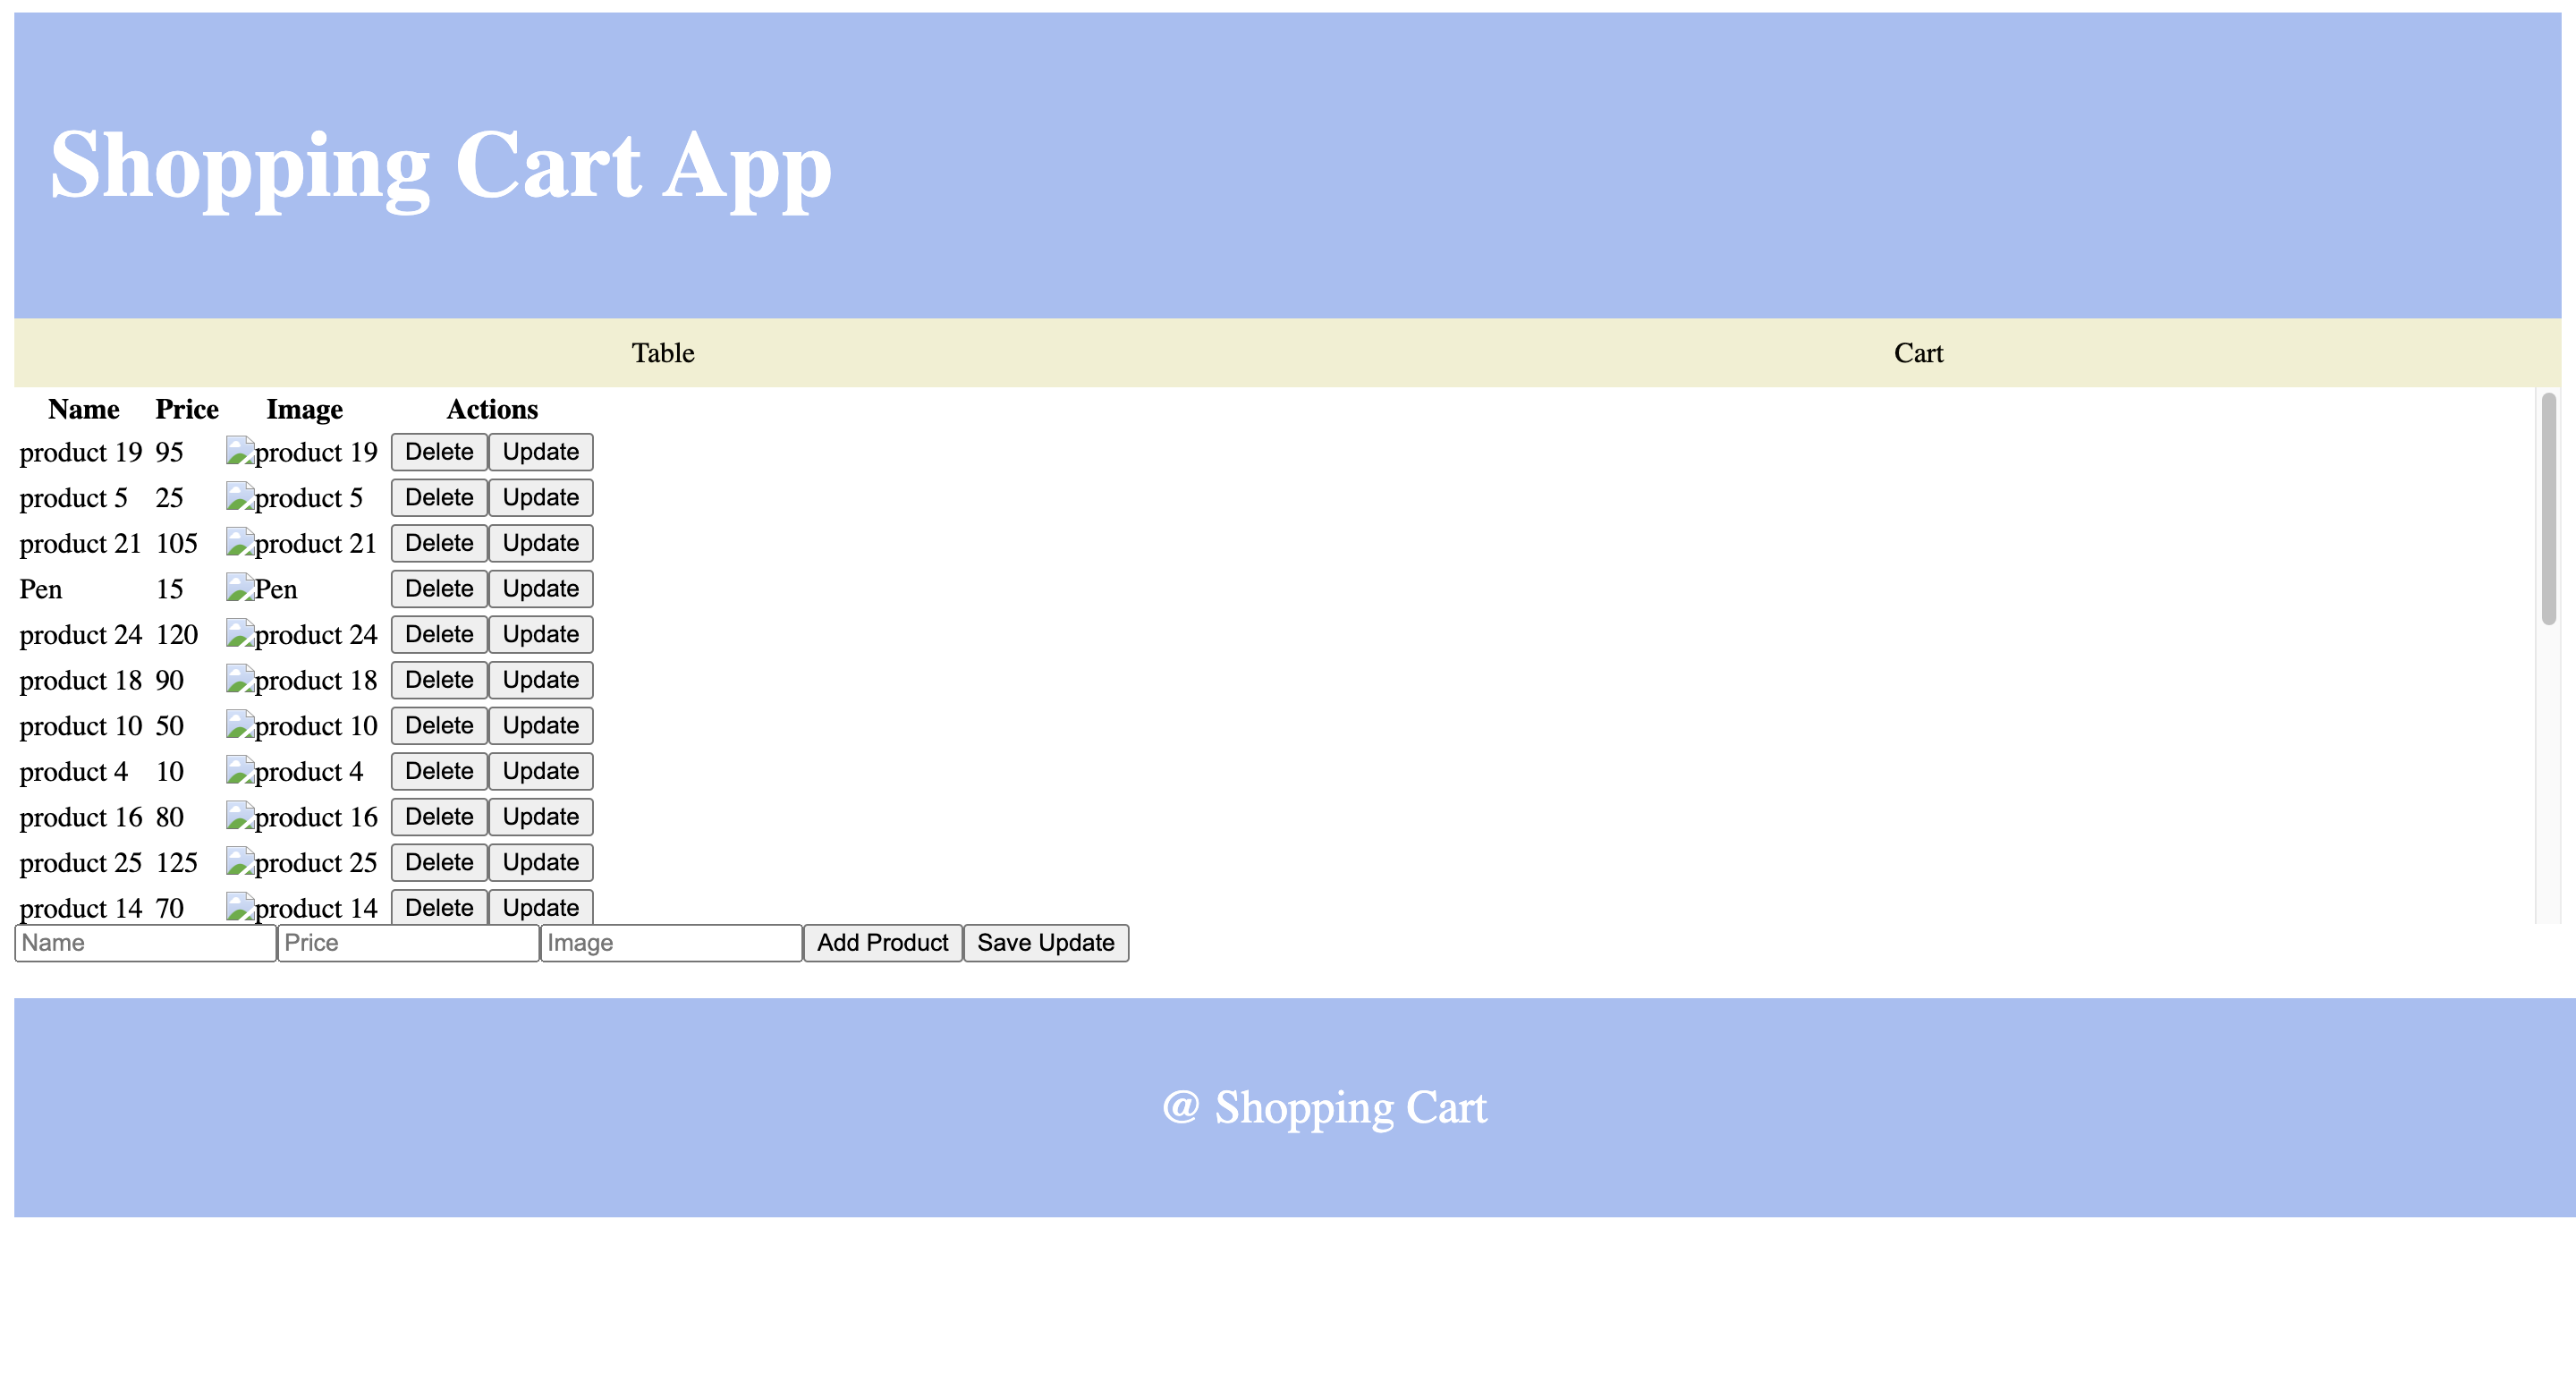 Shopping Cart App
Table Cart
Name Price Image Actions
product 19 95 product 19 Delete Update
product 5 25 product 5 Delete Update
product 21 105 product 21 Delete Update
Pen 15 Pen Delete Update
product 24 120 product 24 Delete Update
product 18 90 product 18 Delete Update
product 10 50 product 10 Delete Update
product 4 10 product 4 Delete Update
product 16 80 product 16 Delete Update
product 25 125 product 25 Delete Update
product 14 70 product 14 Delete Update
Name Price Image Add Product Save Update
@ Shopping Cart